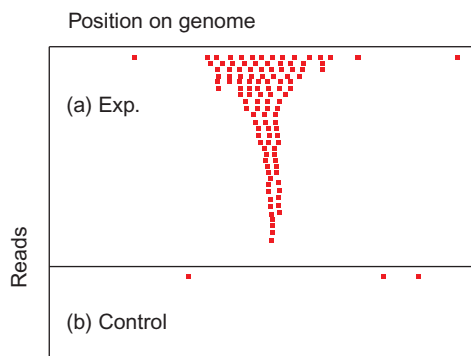 Position on genome
(a) Exp.
Reads
(b) Control